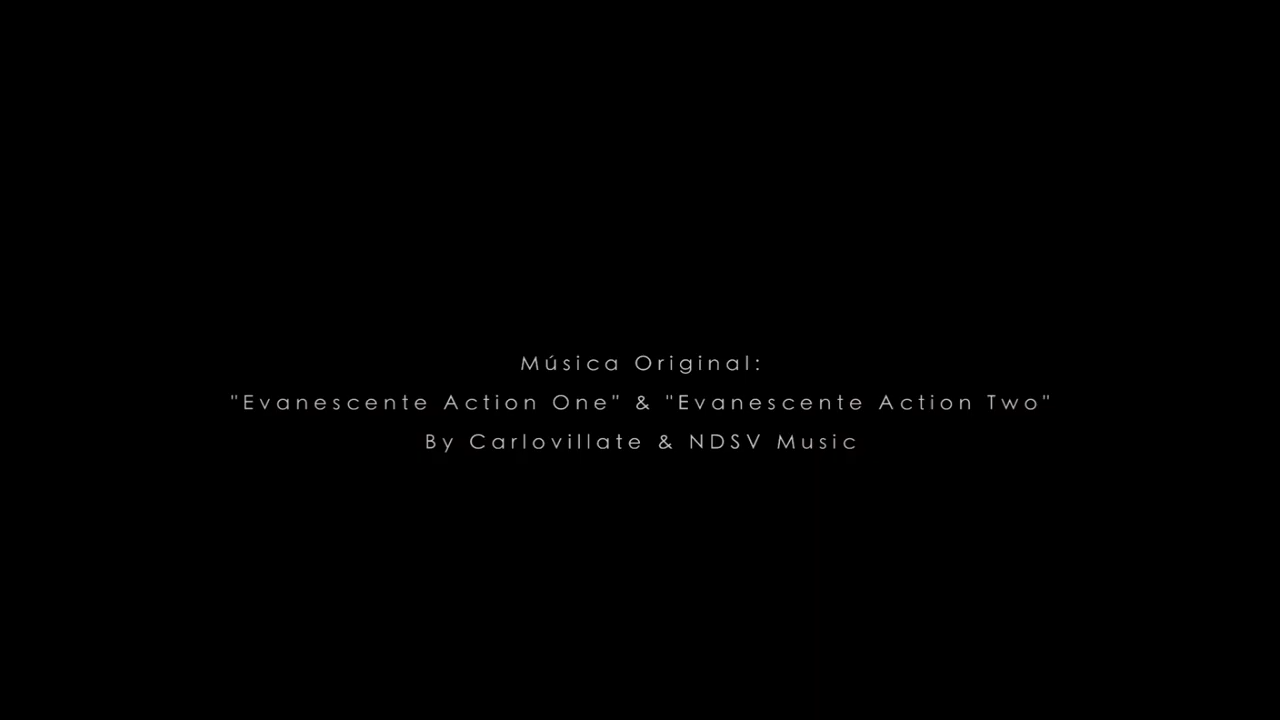 Música Original:
"Evanescente Action One" & "Evanescente Action Two"
By Carlovillate & NDSV Music